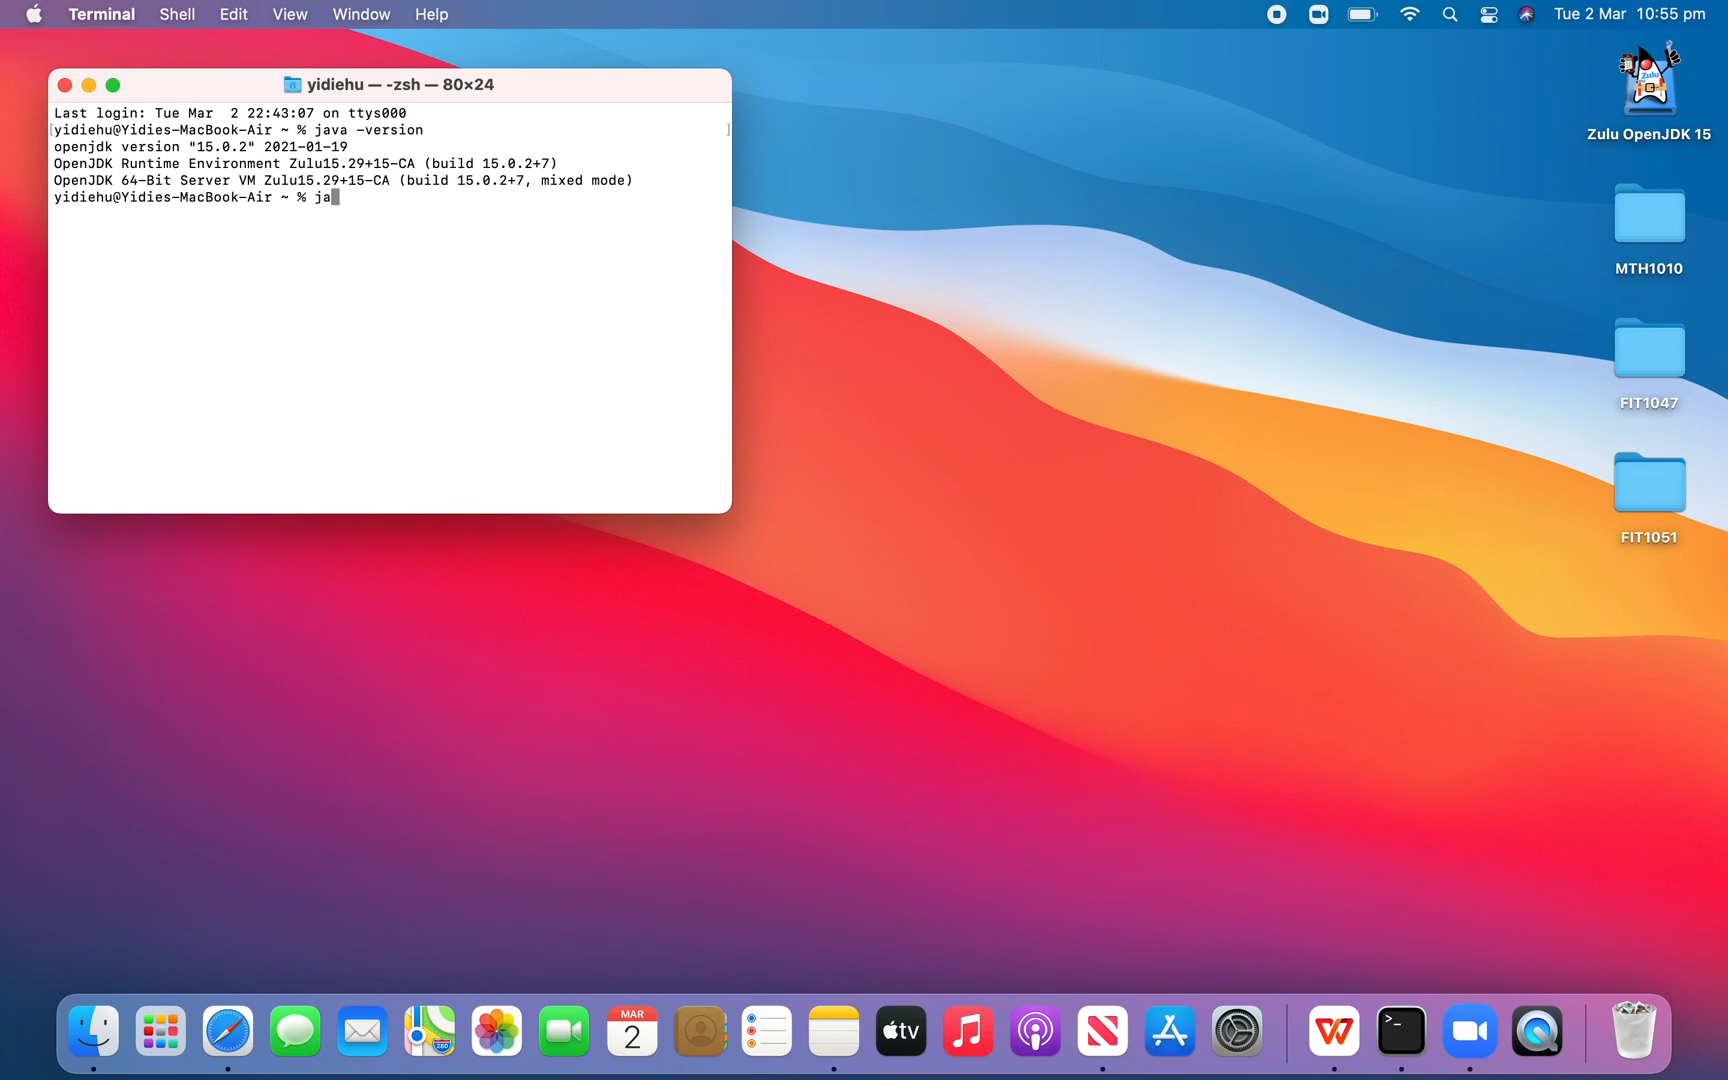 Terminal Shell Edit View Window Help
Tue 2 Mar 10:55 pm
yidiehu — -zsh — 80×24
Last login: Tue Mar  2 22:43:07 on ttys000
[yidiehu@Yidies-MacBook-Air ~ % java -version ]
openjdk version "15.0.2" 2021-01-19
OpenJDK Runtime Environment Zulu15.29+15-CA (build 15.0.2+7)
OpenJDK 64-Bit Server VM Zulu15.29+15-CA (build 15.0.2+7, mixed mode)
yidiehu@Yidies-MacBook-Air ~ % ja
Zulu
Zulu OpenJDK 15
MTH1010
FIT1047
FIT1051
280
MAR
2
tv
>_